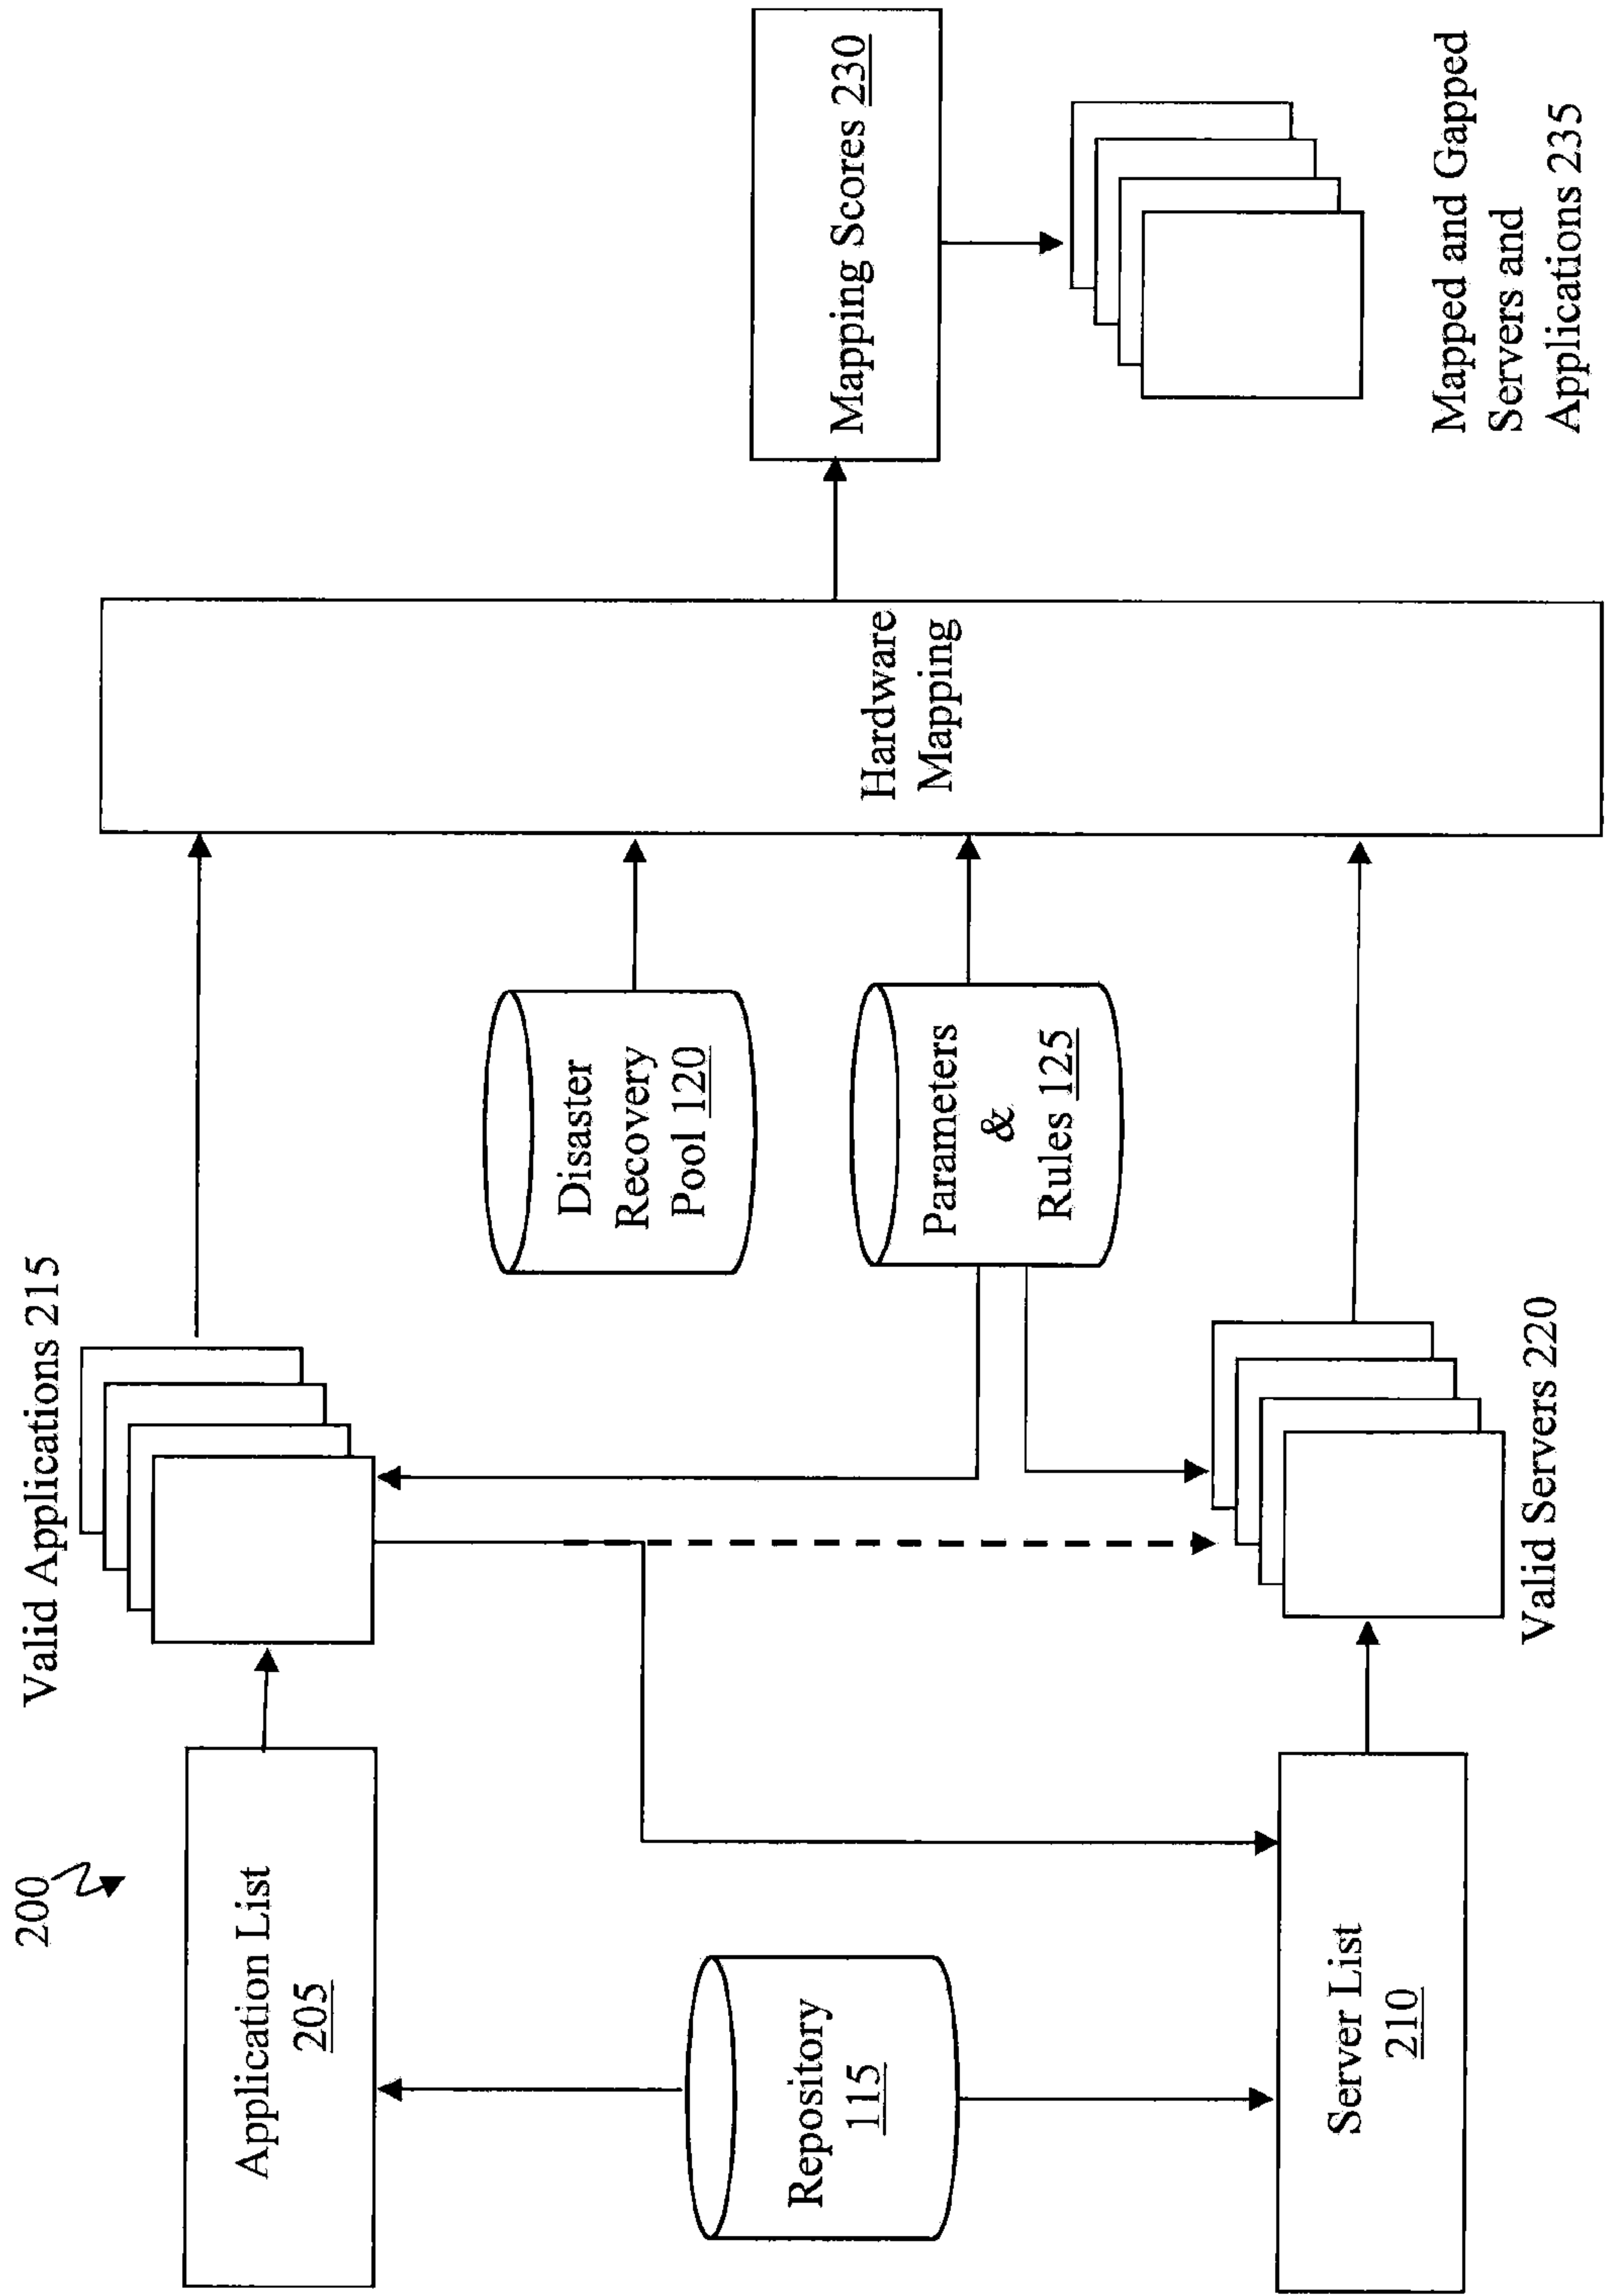 200
Application List
205
Valid Applications 215
Repository
115
Disaster
Recovery
Pool 120
Parameters
&
Rules 125
Server List
210
Valid Servers 220
Hardware
Mapping
Mapping Scores 230
Mapped and Gapped
Servers and
Applications 235